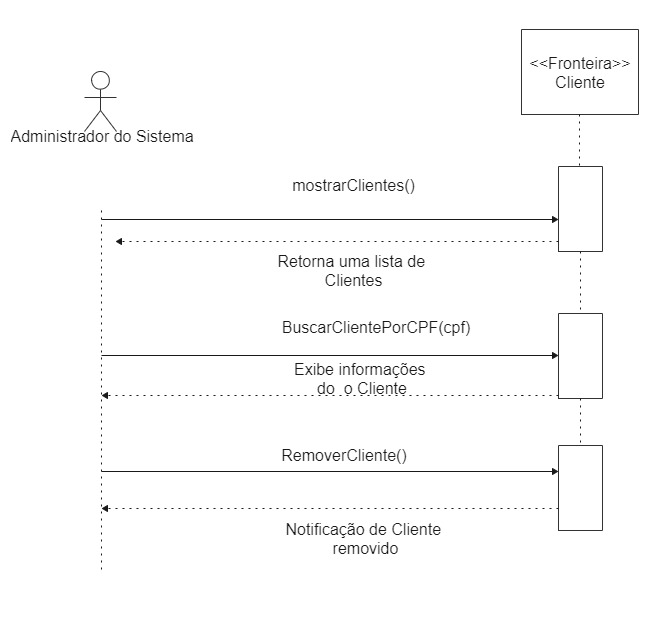 <<Fronteira>>
Cliente
Administrador do Sistema
mostrarClientes()
Retorna uma lista de
Clientes
BuscarClientePorCPF(cpf)
Exibe informações
do  o Cliente
RemoverCliente()
Notificação de Cliente
removido